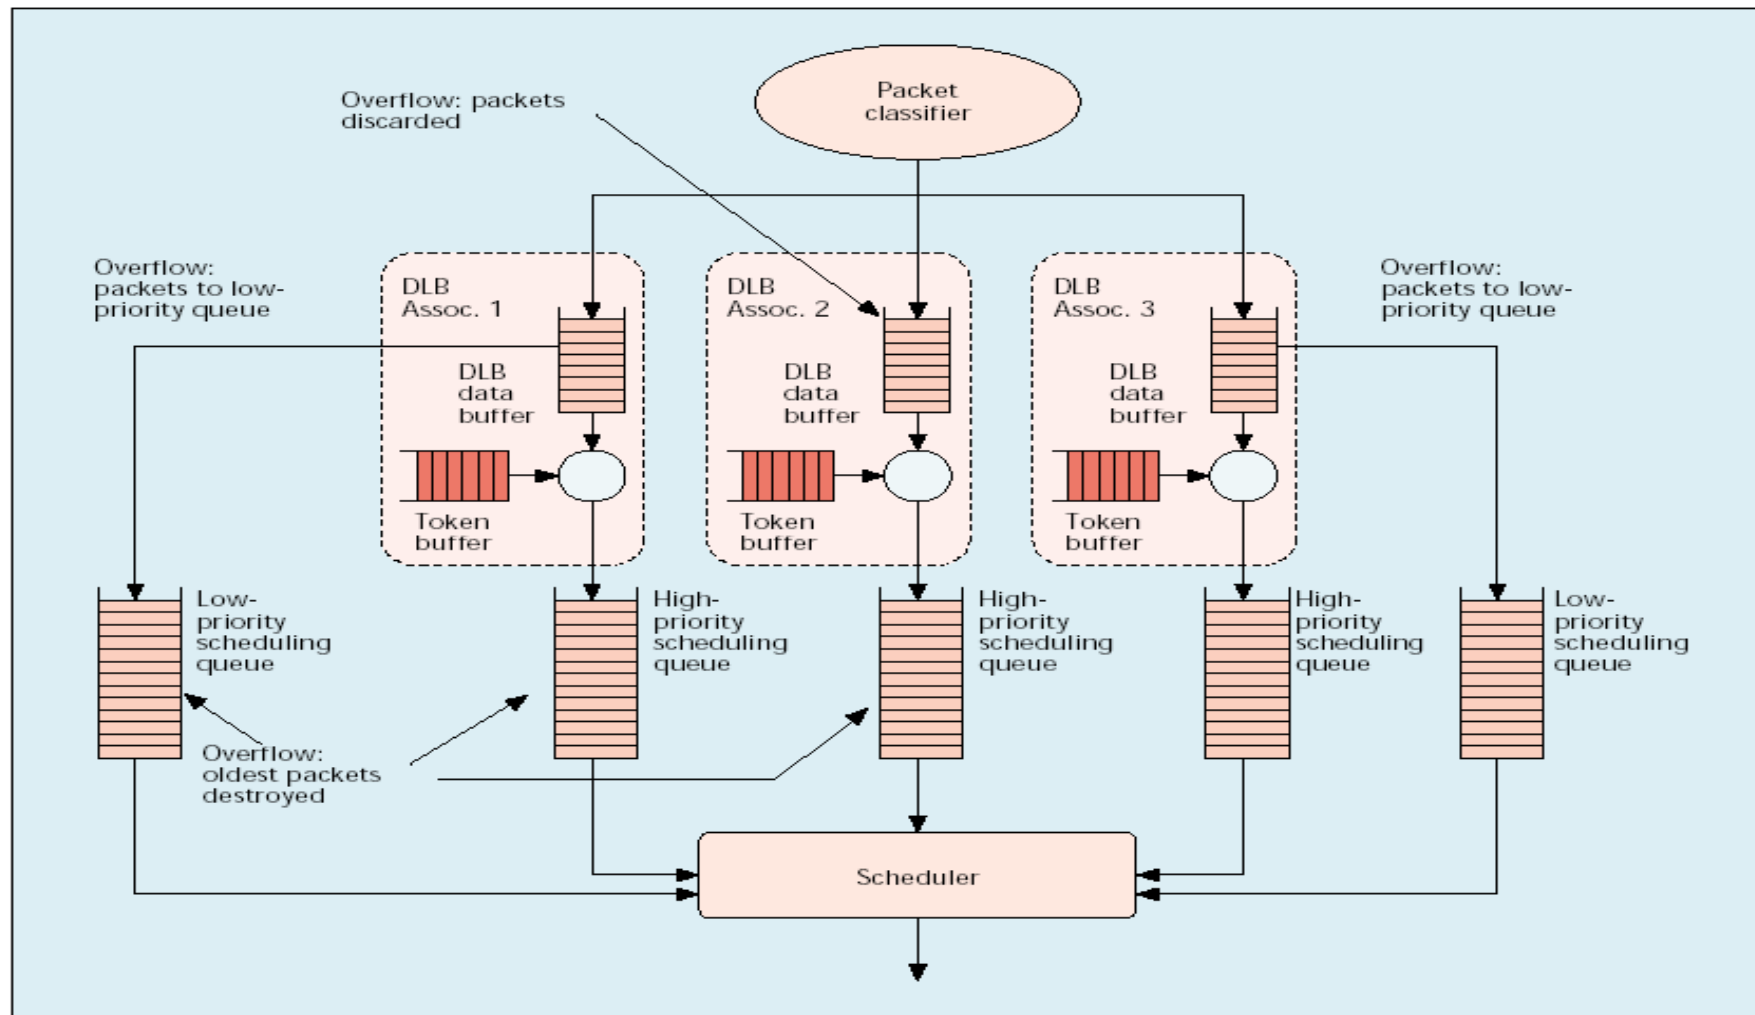 Packet
classifier
Overflow: packets
discarded
Overflow:
packets to low-
priority queue
DLB
Assoc. 1
DLB
data
buffer
Token
buffer
DLB
Assoc. 2
DLB
data
buffer
Token
buffer
DLB
Assoc. 3
DLB
data
buffer
Token
buffer
Overflow:
packets to low-
priority queue
Low-
priority
scheduling
queue
High-
priority
scheduling
queue
High-
priority
scheduling
queue
High-
priority
scheduling
queue
Low-
priority
scheduling
queue
Overflow:
oldest packets
destroyed
Scheduler